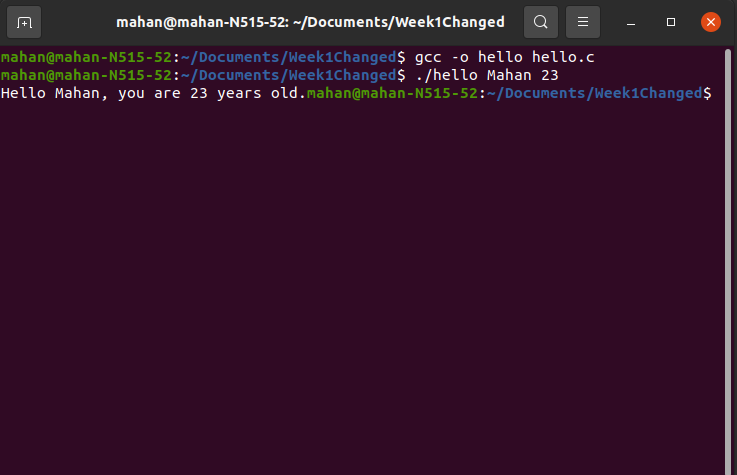 mahan@mahan-N515-52: ~/Documents/Week1Changed
mahan@mahan-N515-52:~/Documents/Week1Changed$ gcc -o hello hello.c
mahan@mahan-N515-52:~/Documents/Week1Changed$ ./hello Mahan 23
Hello Mahan, you are 23 years old.mahan@mahan-N515-52:~/Documents/Week1Changed$